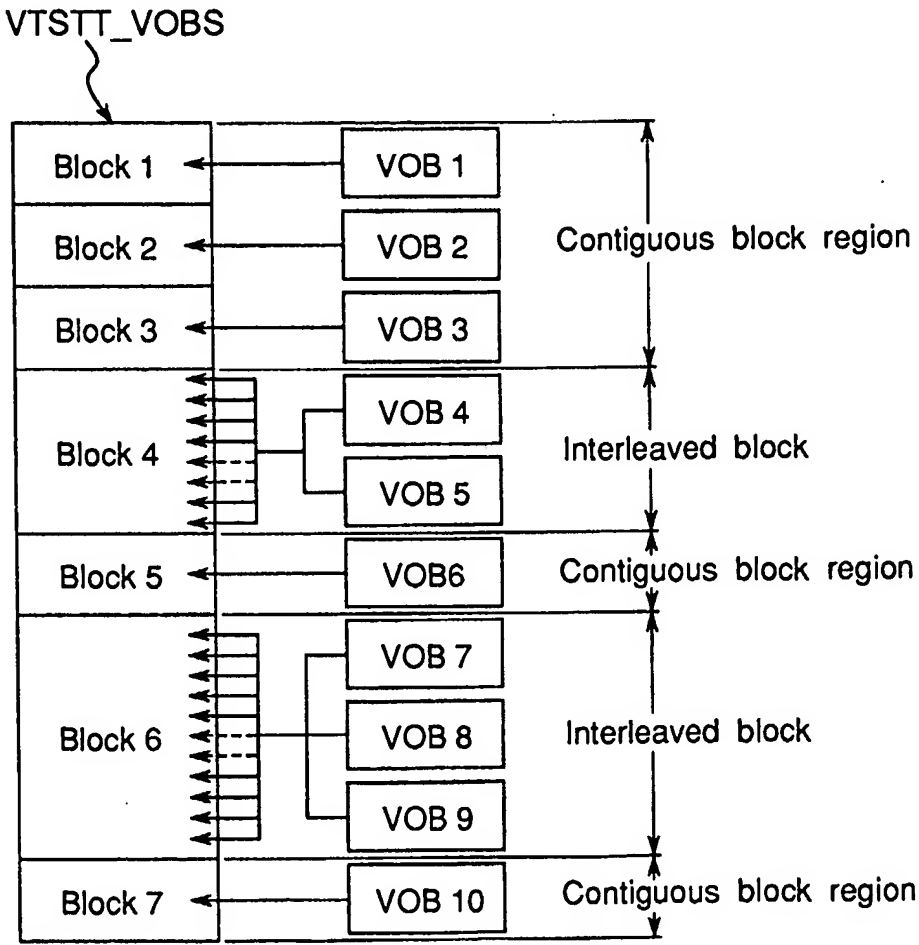 VTSTT_VOBS
Block 1
VOB 1
Block 2
VOB 2
Contiguous block region
Block 3
VOB 3
Block 4
VOB 4
Interleaved block
VOB 5
Block 5
VOB6
Contiguous block region
VOB 7
Block 6
VOB 8
Interleaved block
VOB 9
Block 7
VOB 10
Contiguous block region